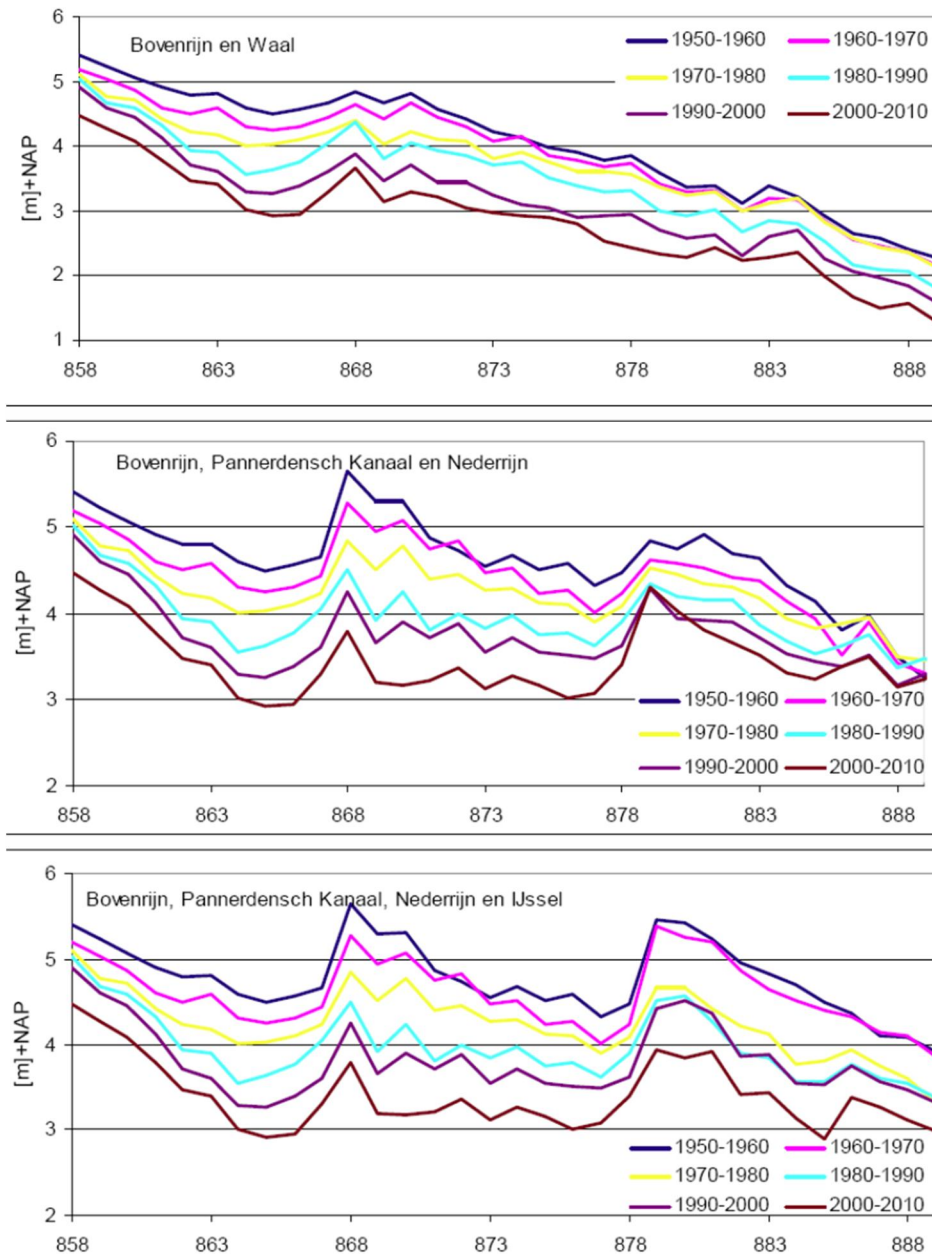 Bovenrijn en Waal
1950-1960 1960-1970
1970-1980 1980-1990
1990-2000 2000-2010
[m]+NAP
6
5
4
3
2
1
858 863 868 873 878 883 888
Bovenrijn, Pannerdensch Kanaal en Nederrijn
[m]+NAP
6
5
4
3
2
1950-1960 1960-1970
1970-1980 1980-1990
1990-2000 2000-2010
858 863 868 873 878 883 888
Bovenrijn, Pannerdensch Kanaal, Nederrijn en IJssel
[m]+NAP
6
5
4
3
2
1950-1960 1960-1970
1970-1980 1980-1990
1990-2000 2000-2010
858 863 868 873 878 883 888